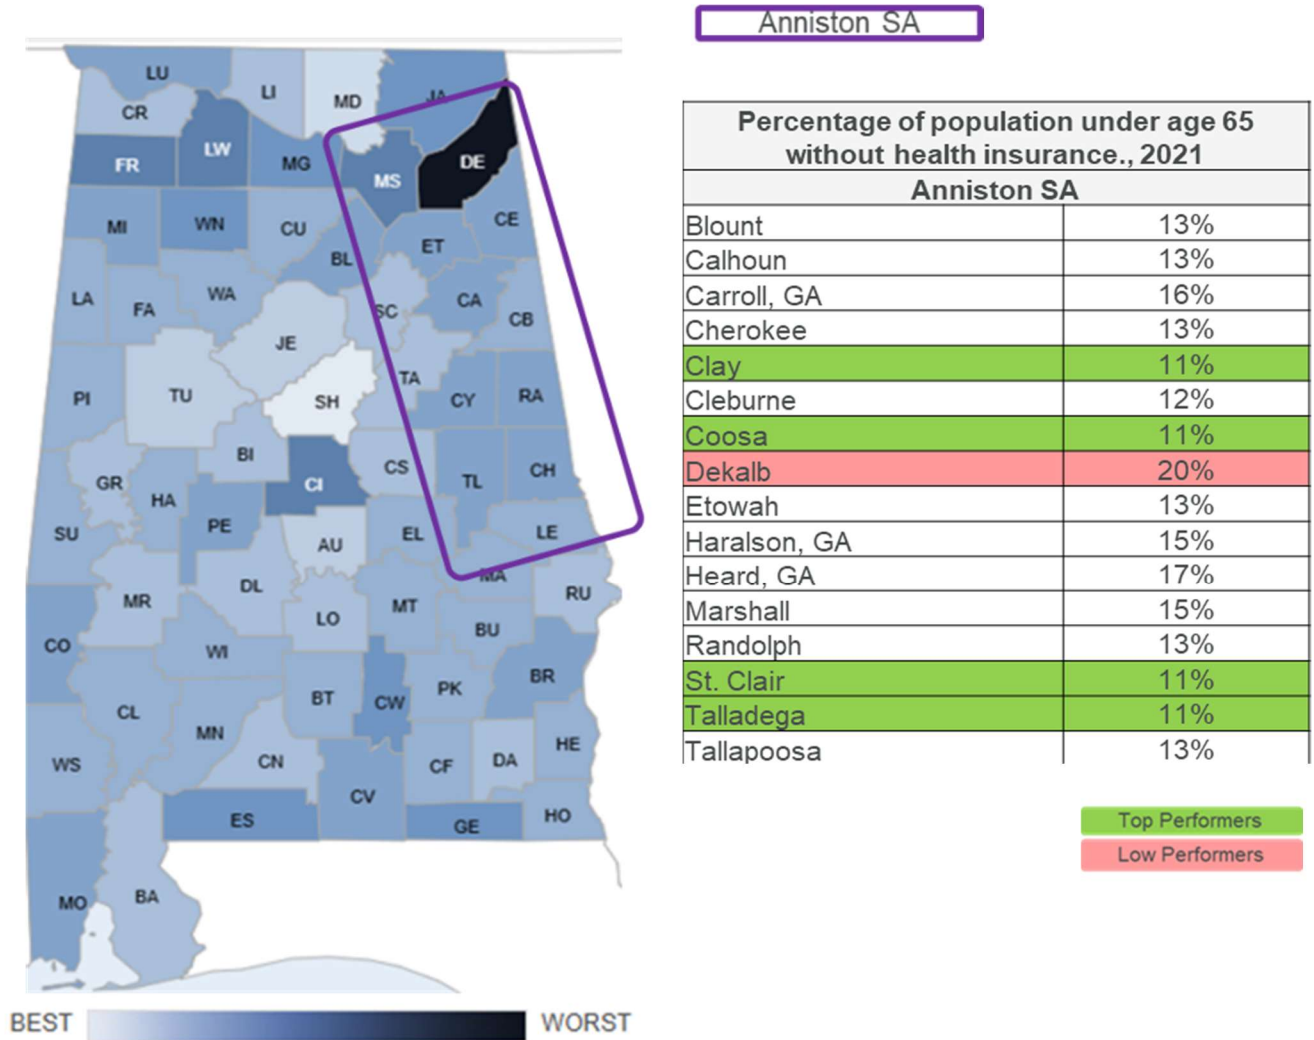 Anniston SA
LU
LI
MD
JA
CR
LW
DE
FR
MG
MS
MI
WN
CU
CE
ET
BL
LA
FA
WA
SC
CA
CB
JE
TA
PI
TU
SH
CY
RA
BI
CS
GR
HA
CI
TL
CH
SU
PE
AU
EL
LE
MA
MR
DL
LO
MT
RU
CO
WI
BU
CL
BT
CW
PK
BR
MN
WS
CN
CF
DA
HE
CV
ES
GE
HO
MO
BA
BEST WORST
Percentage of population under age 65
without health insurance., 2021
Anniston SA
Blount 13%
Calhoun 13%
Carroll, GA 16%
Cherokee 13%
Clay 11%
Cleburne 12%
Coosa 11%
Dekalb 20%
Etowah 13%
Haralson, GA 15%
Heard, GA 17%
Marshall 15%
Randolph 13%
St. Clair 11%
Talladega 11%
Tallapoosa 13%
Top Performers
Low Performers